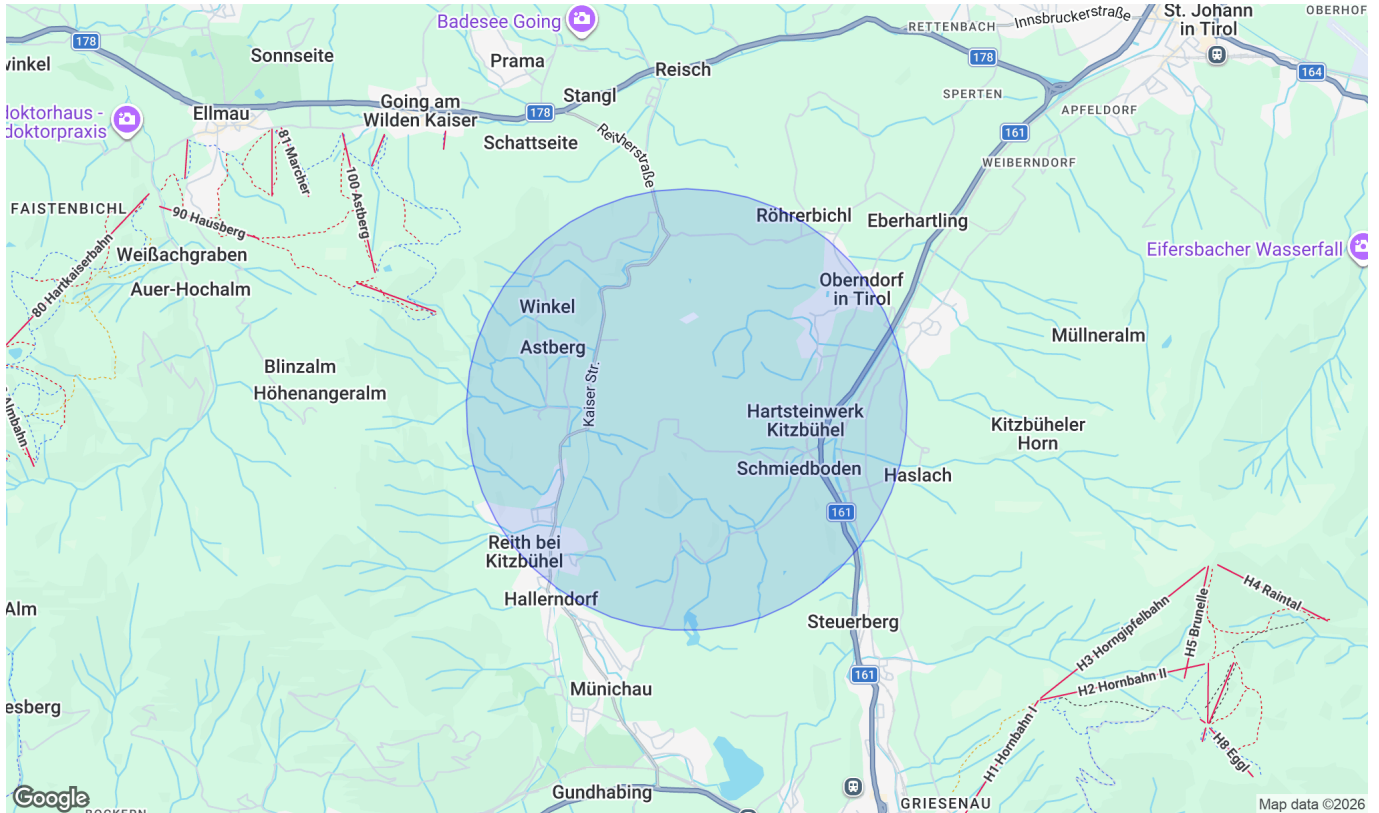 Badesee Going
178
Innsbruckerstraße
St. Johann
in Tirol
OBERHOF
RETTENBACH
Sonnseite
Prama
Reisch
178
winkel
164
Stangl
SPERTEN
Going am
Wilden Kaiser
178
APFELDORF
Ellmau
doktorhaus -
doktorpraxis
Schattseite
Reitherstraße
161
81 Marcher
WEIBERNDORF
100 Astberg
FAISTENBICHL
90 Hausberg
Röhrerbichl
Eberhartling
Weißachgraben
Eifersbacher Wasserfall
80 Hartkaiserbahn
Auer-Hochalm
Oberndorf
in Tirol
Winkel
Müllneralm
Astberg
Blinzalm
Höhenangeralm
Kaiser Str.
Almbahn
Hartsteinwerk
Kitzbühel
Kitzbüheler
Horn
Schmiedboden
Haslach
161
Reith bei
Kitzbühel
Hallerndorf
Alm
Steuerberg
H4 Raintal
H3 Horngipfelbahn
H5 Brunelle
161
H2 Hornbahn II
Münichau
esberg
H1 Hornbahn I
H8 Eggl
Gundhabing
GRIESENAU
Google
Map data ©2026